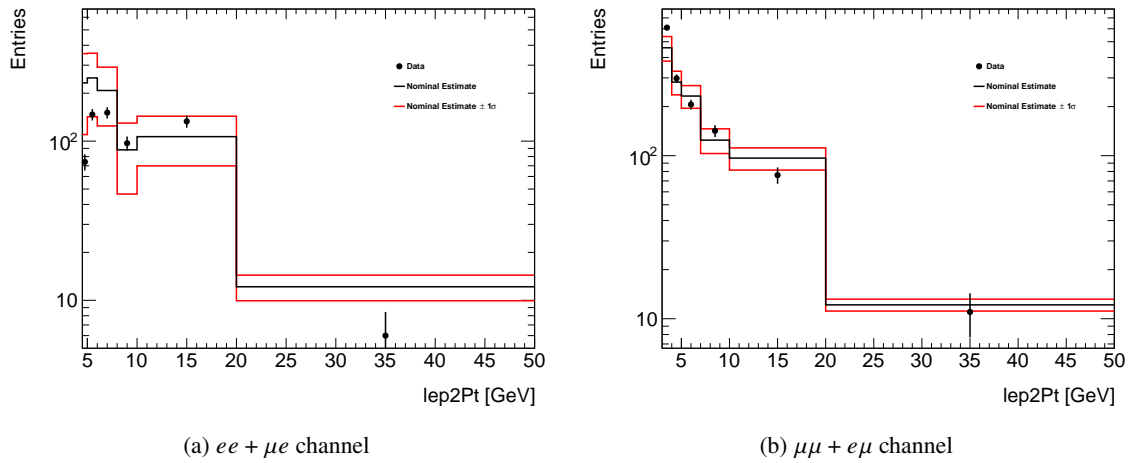 Entries
10²
10
Data
Nominal Estimate
Nominal Estimate ± 1σ
5 10 15 20 25 30 35 40 45 50
lep2Pt [GeV]
(a) ee + μe channel
Entries
10²
10
Data
Nominal Estimate
Nominal Estimate ± 1σ
5 10 15 20 25 30 35 40 45 50
lep2Pt [GeV]
(b) μμ + eμ channel